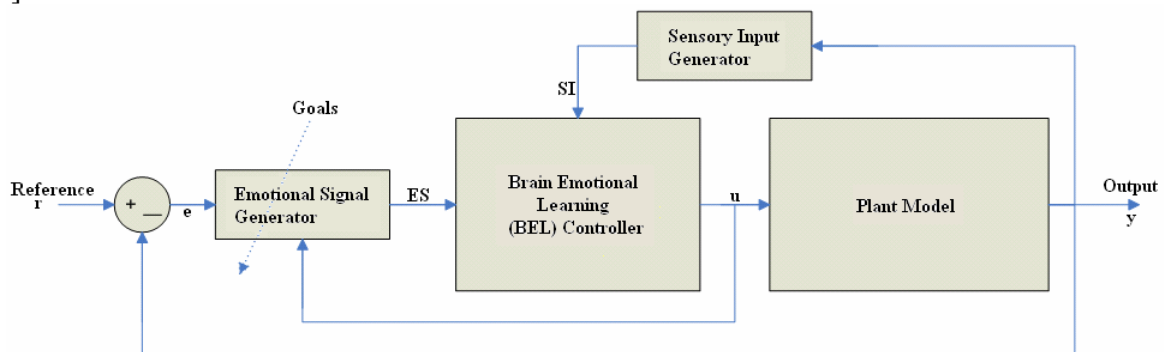 Sensory Input
Generator
SI
Goals
Reference
r
+
—
e
Emotional Signal
Generator
ES
Brain Emotional
Learning
(BEL) Controller
u
Plant Model
Output
y